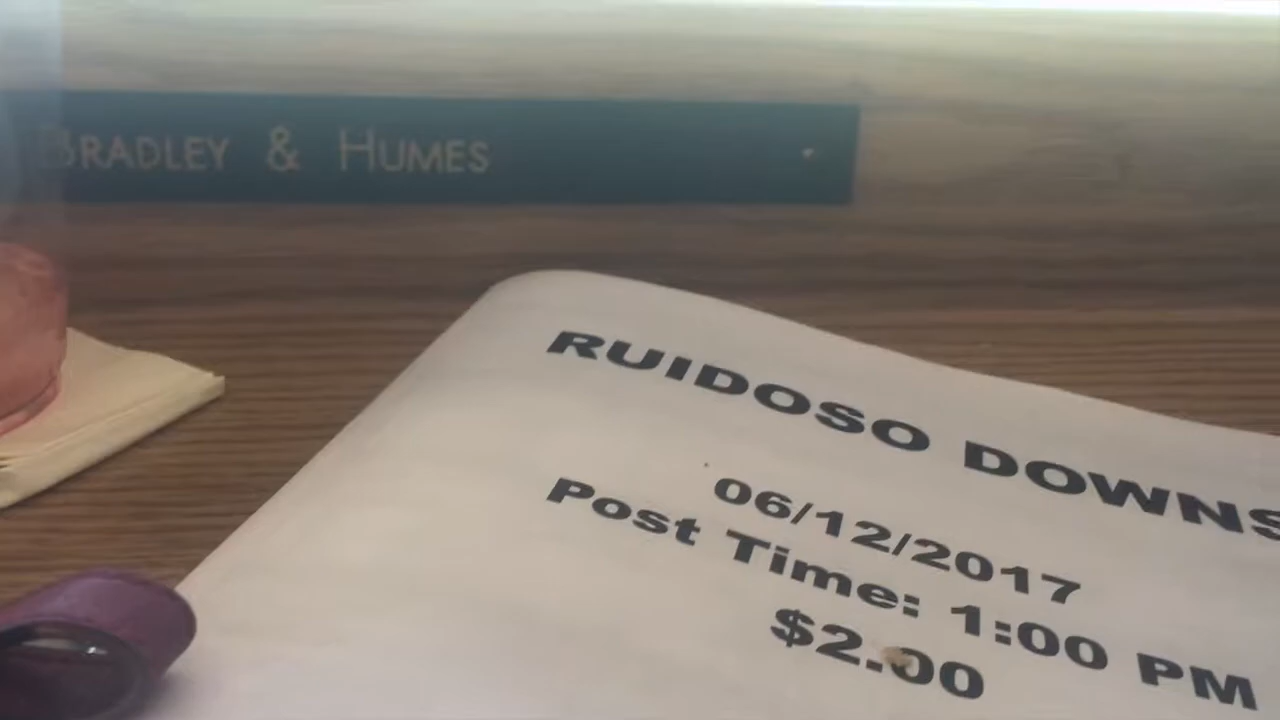 BRADLEY & HUMES
RUIDOSO DOWNS
06/12/2017
Post Time: 1:00 PM
$2.00